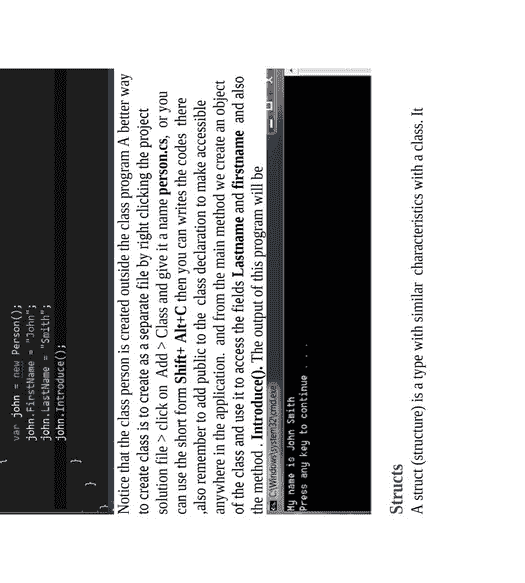 {
var john = new Person();
john.FirstName = "John";
john.LastName = "Smith";
john.Introduce();
}
}
}
Notice that the class person is created outside the class program A better way
to create class is to create as a separate file by right clicking the project
solution file > click on Add > Class and give it a name person.cs, or you
can use the short form Shift+ Alt+C then you can writes the codes there
,also remember to add public to the class declaration to make accessible
anywhere in the application. and from the main method we create an object
of the class and use it to access the fields Lastname and firstname and also
the method . Introduce(). The output of this program will be
C:\Windows\system32\cmd.exe
My name is John Smith
Press any key to continue . . .
Structs
A struct (structure) is a type with similar characteristics with a class. It